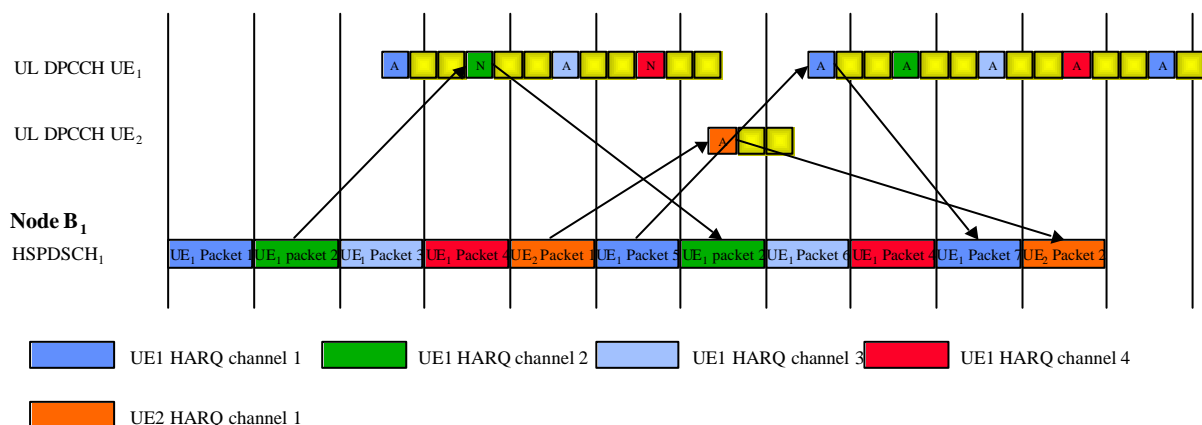 UL DPCCH UE1 A N A N A A A A A
UL DPCCH UE2 A
Node B1
HSPDSCH1 UE1 Packet 1 UE1 packet 2 UE1 Packet 3 UE1 Packet 4 UE2 Packet 1 UE1 Packet 5 UE1 packet 2 UE1 Packet 6 UE1 Packet 4 UE1 Packet 7 UE2 Packet 2
UE1 HARQ channel 1 UE1 HARQ channel 2 UE1 HARQ channel 3 UE1 HARQ channel 4
UE2 HARQ channel 1